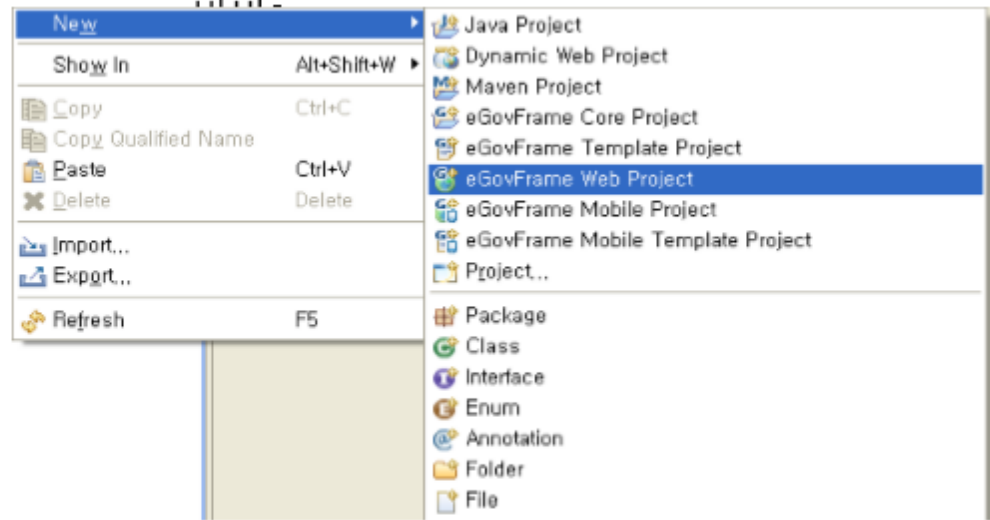 New
Show In Alt+Shift+W
Copy Ctrl+C
Copy Qualified Name
Paste Ctrl+V
Delete Delete
Import...
Export...
Refresh F5
Java Project
Dynamic Web Project
Maven Project
eGovFrame Core Project
eGovFrame Template Project
eGovFrame Web Project
eGovFrame Mobile Project
eGovFrame Mobile Template Project
Project...
Package
Class
Interface
Enum
Annotation
Folder
File